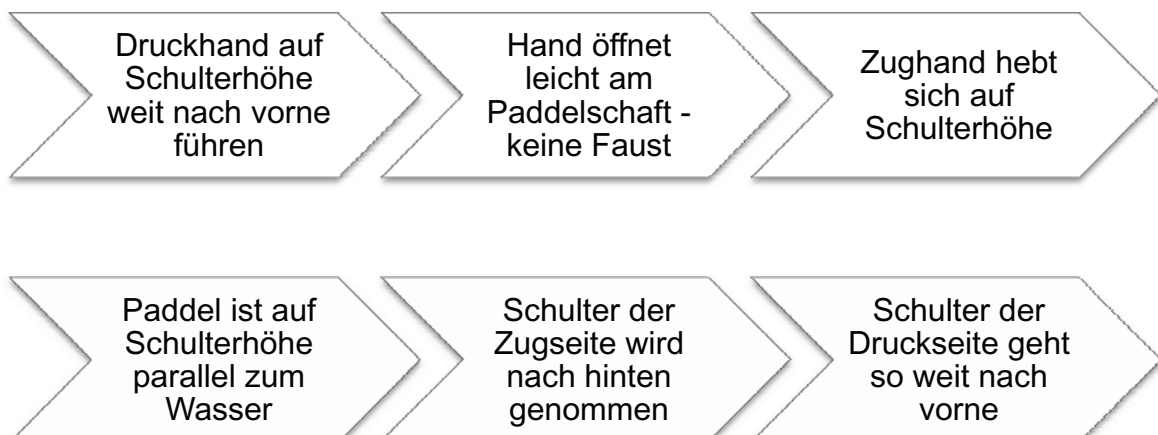 Druckhand auf
Schulterhöhe
weit nach vorne
führen
Hand öffnet
leicht am
Paddelschaft -
keine Faust
Zughand hebt
sich auf
Schulterhöhe
Paddel ist auf
Schulterhöhe
parallel zum
Wasser
Schulter der
Zugseite wird
nach hinten
genommen
Schulter der
Druckseite geht
so weit nach
vorne